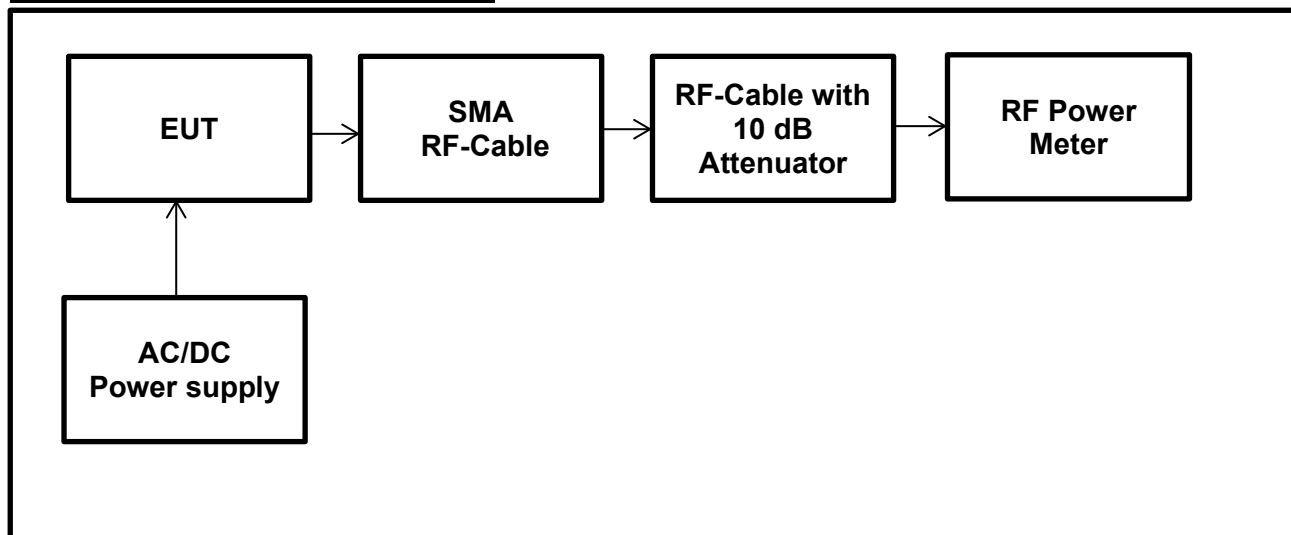 EUT
SMA
RF-Cable
RF-Cable with
10 dB
Attenuator
RF Power
Meter
AC/DC
Power supply